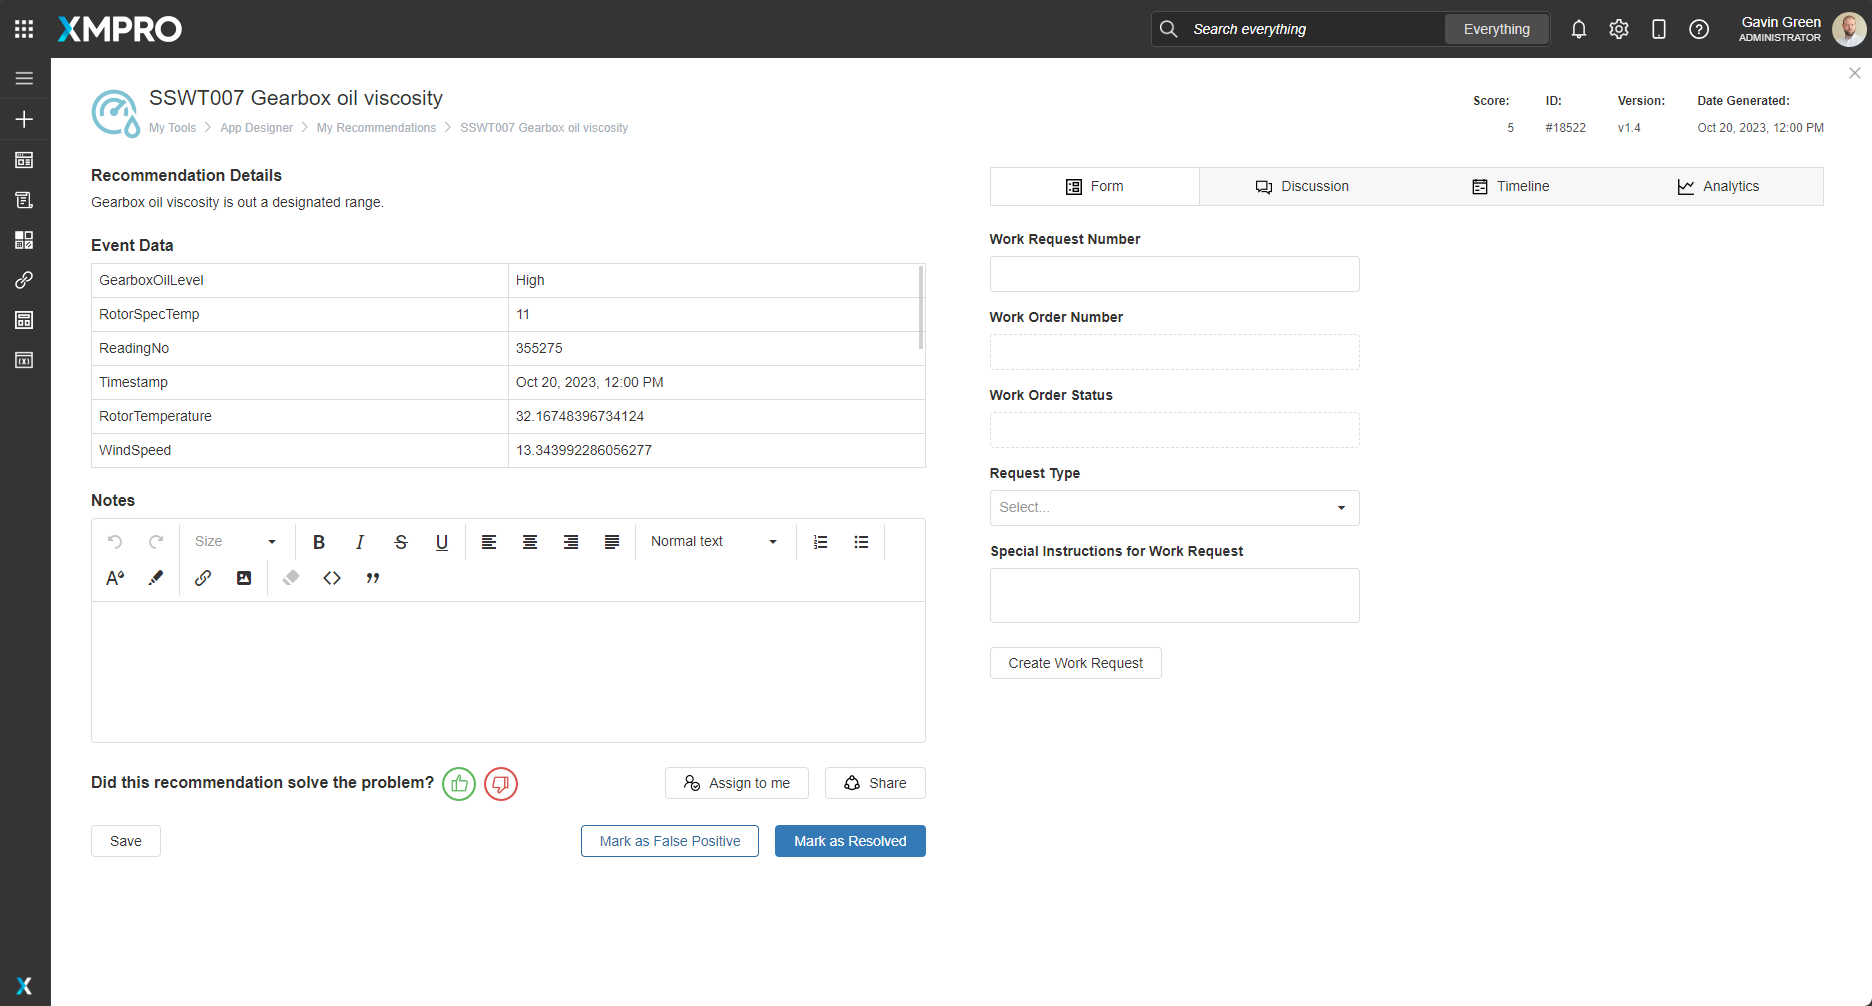 XMPRO
Search everything
Everything
Gavin Green
ADMINISTRATOR
SSWT007 Gearbox oil viscosity
My Tools
App Designer
My Recommendations
SSWT007 Gearbox oil viscosity
Score:
5
ID:
#18522
Version:
v1.4
Date Generated:
Oct 20, 2023, 12:00 PM
Recommendation Details
Gearbox oil viscosity is out a designated range.
Event Data
GearboxOilLevel High
RotorSpecTemp 11
ReadingNo 355275
Timestamp Oct 20, 2023, 12:00 PM
RotorTemperature 32.16748396734124
WindSpeed 13.343992286056277
Notes
Size
B I S U
Normal text
Did this recommendation solve the problem?
Assign to me
Share
Save
Mark as False Positive
Mark as Resolved
Form
Discussion
Timeline
Analytics
Work Request Number
Work Order Number
Work Order Status
Request Type
Select...
Special Instructions for Work Request
Create Work Request